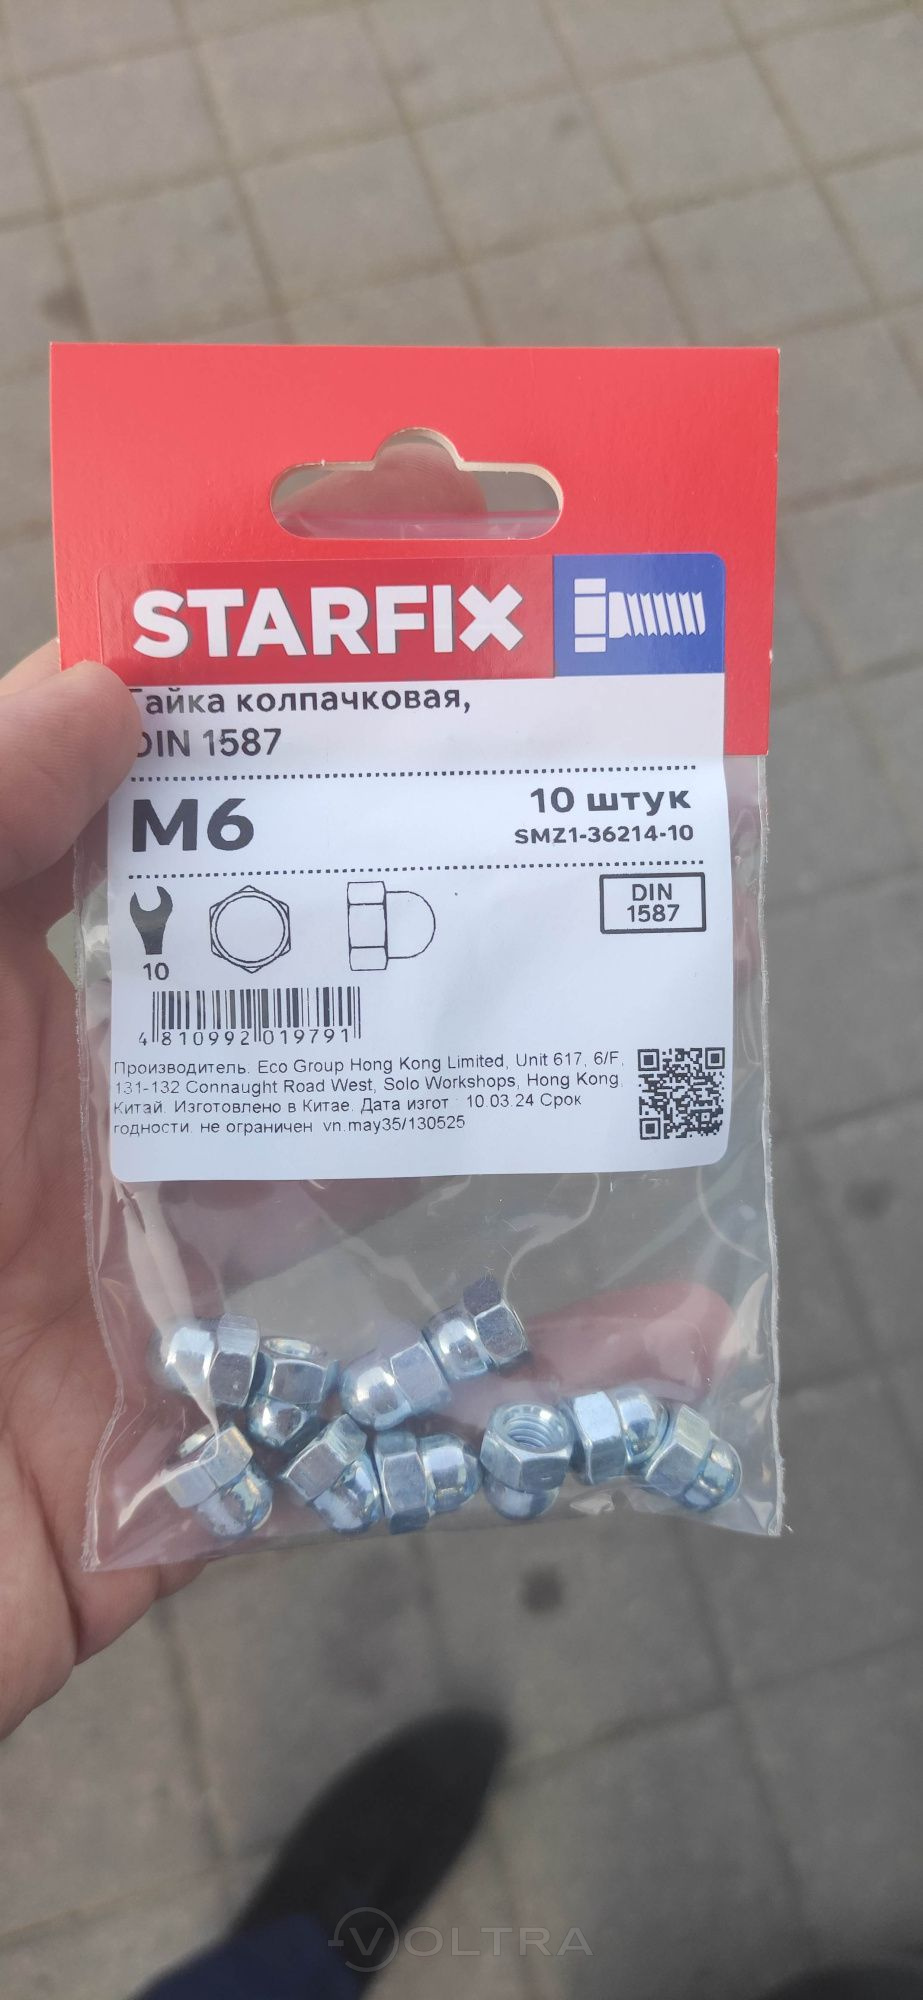 STARFIX
Гайка колпачковая,
DIN 1587
M6
10 штук
SMZ1-36214-10
DIN
1587
10
4 810992 019791
Производитель. Eco Group Hong Kong Limited, Unit 617, 6/F,
131-132 Connaught Road West, Solo Workshops, Hong Kong,
Китай. Изготовлено в Китае. Дата изгот.: 10.03.24 Срок
годности. не ограничен. vn.may35/130525
VOLTRA